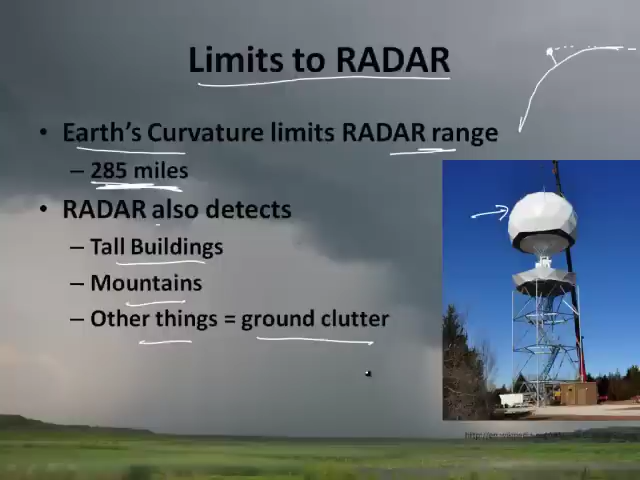 Limits to RADAR
• Earth's Curvature limits RADAR range
– 285 miles
• RADAR also detects
– Tall Buildings
– Mountains
– Other things = ground clutter